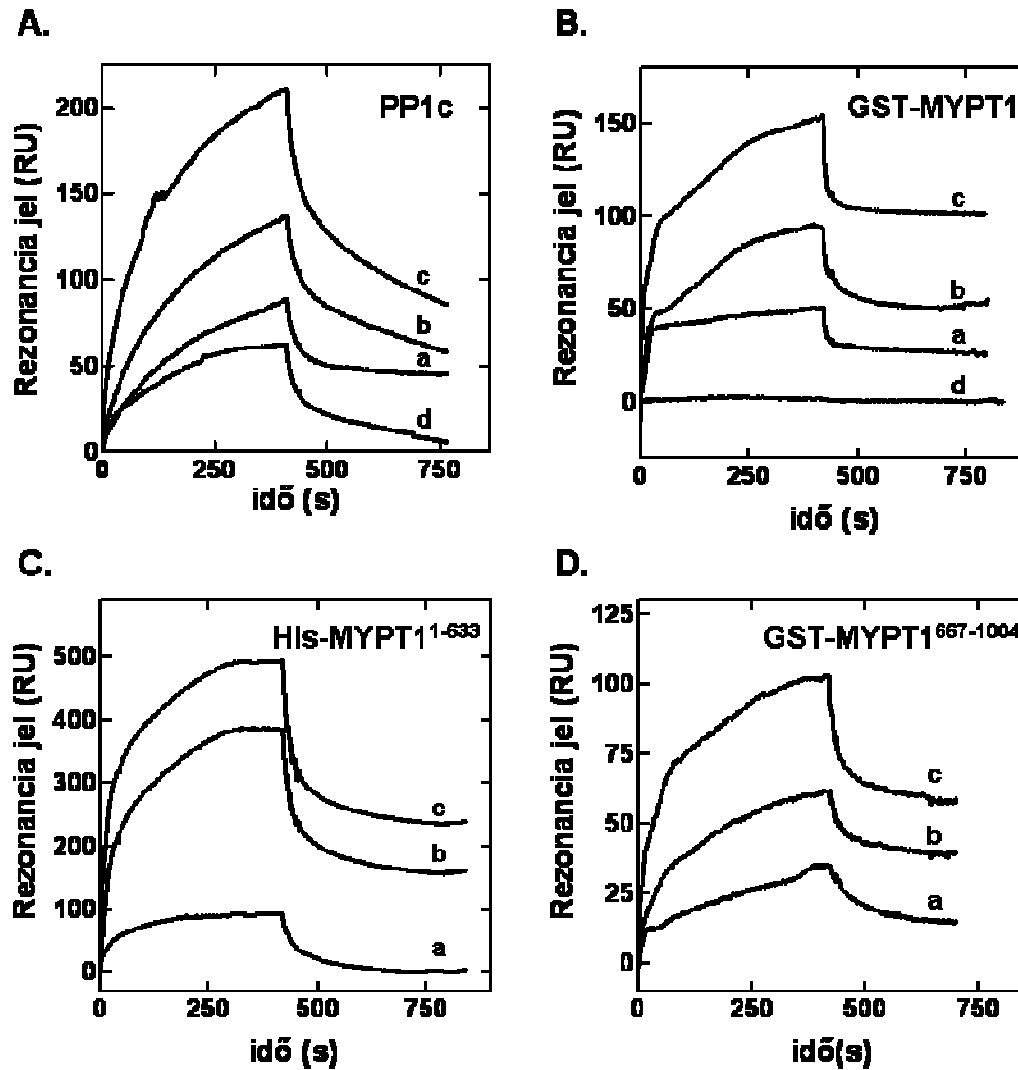 A.
PP1c
Rezonancia jel (RU)
200
150
100
50
0
c
b
a
d
0 250 500 750
idő (s)
B.
GST-MYPT1
Rezonancia jel (RU)
150
100
50
0
c
b
a
d
0 250 500 750
idő (s)
C.
His-MYPT1¹⁻⁶³³
Rezonancia jel (RU)
500
400
300
200
100
0
c
b
a
0 250 500 750
idő (s)
D.
GST-MYPT1⁶⁶⁷⁻¹⁰⁰⁴
Rezonancia jel (RU)
125
100
75
50
25
0
c
b
a
0 250 500 750
idő(s)